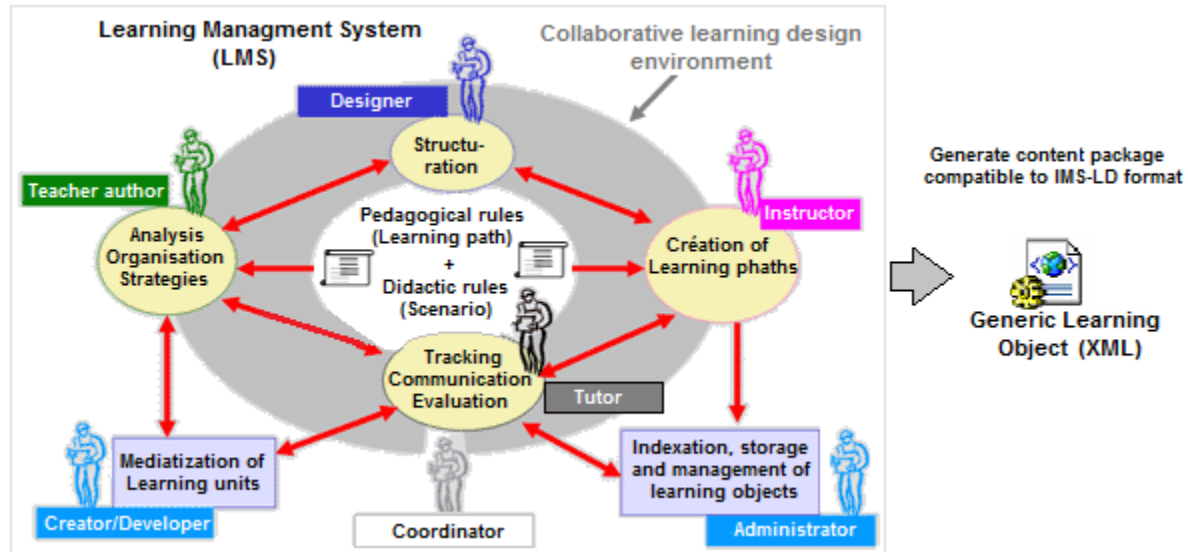 Learning Managment System
(LMS)
Collaborative learning design
environment
Designer
Structu-
ration
Teacher author
Analysis
Organisation
Strategies
Pedagogical rules
(Learning path)
+
Didactic rules
(Scenario)
Instructor
Création of
Learning phaths
Tracking
Communication
Evaluation
Tutor
Mediatization of
Learning units
Creator/Developer
Coordinator
Indexation, storage
and management of
learning objects
Administrator
Generate content package
compatible to IMS-LD format
Generic Learning
Object (XML)